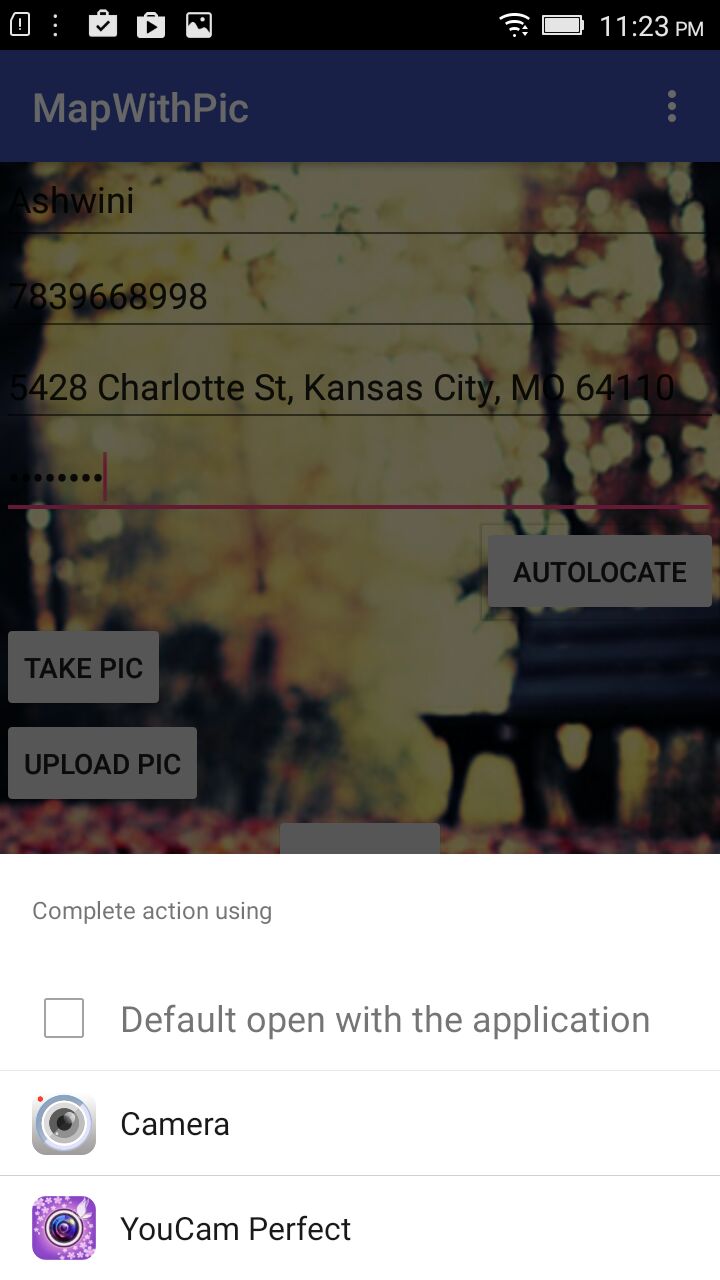 11:23 PM
MapWithPic
Ashwini
7839668998
5428 Charlotte St, Kansas City, MO 64110
••••••••
AUTOLOCATE
TAKE PIC
UPLOAD PIC
Complete action using
Default open with the application
Camera
YouCam Perfect